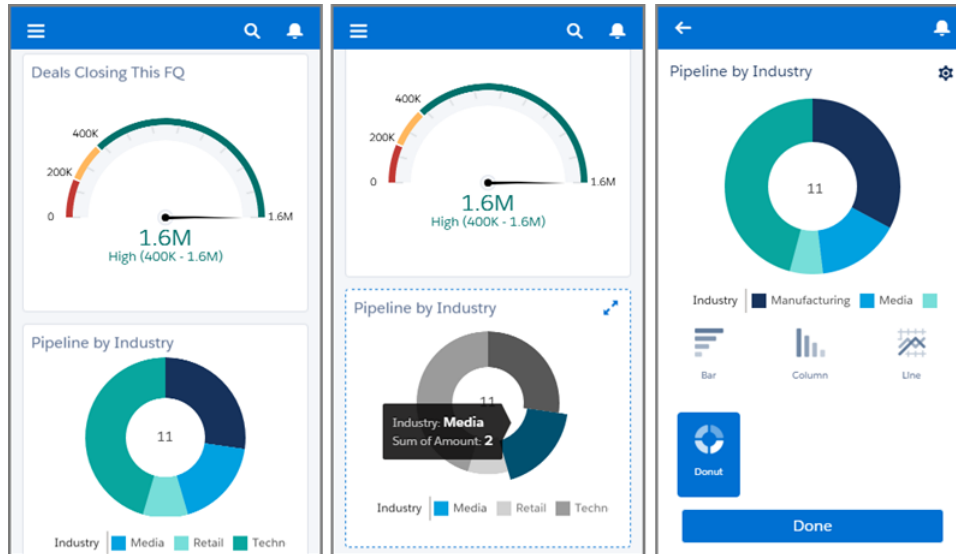 Deals Closing This FQ
400K
200K
0
1.6M
1.6M
High (400K - 1.6M)
Pipeline by Industry
11
Industry Media Retail Techn
400K
200K
0
1.6M
1.6M
High (400K - 1.6M)
Pipeline by Industry
11
Industry: Media
Sum of Amount: 2
Industry Media Retail Techn
Pipeline by Industry
11
Industry Manufacturing Media
Bar Column Line
Donut
Done